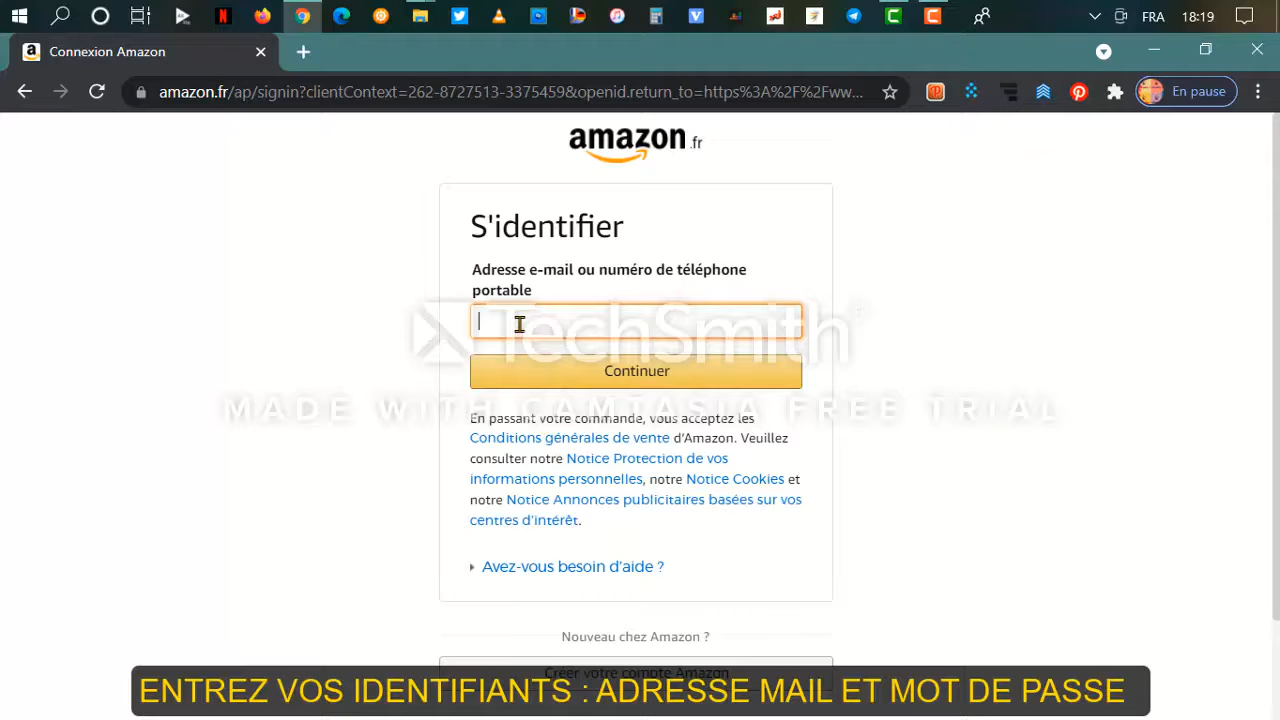 FRA 18:19
Connexion Amazon
amazon.fr/ap/signin?clientContext=262-8727513-3375459&openid.return_to=https%3A%2F%2Fww...
En pause
amazon.fr
S'identifier
Adresse e-mail ou numéro de téléphone
portable
TechSmith
Continuer
MADE WITH CAMTASIA FREE TRIAL
En passant votre commande, vous acceptez les
Conditions générales de vente d'Amazon. Veuillez
consulter notre Notice Protection de vos
informations personnelles, notre Notice Cookies et
notre Notice Annonces publicitaires basées sur vos
centres d'intérêt.
Avez-vous besoin d'aide ?
Nouveau chez Amazon ?
Créer votre compte Amazon
ENTREZ VOS IDENTIFIANTS : ADRESSE MAIL ET MOT DE PASSE